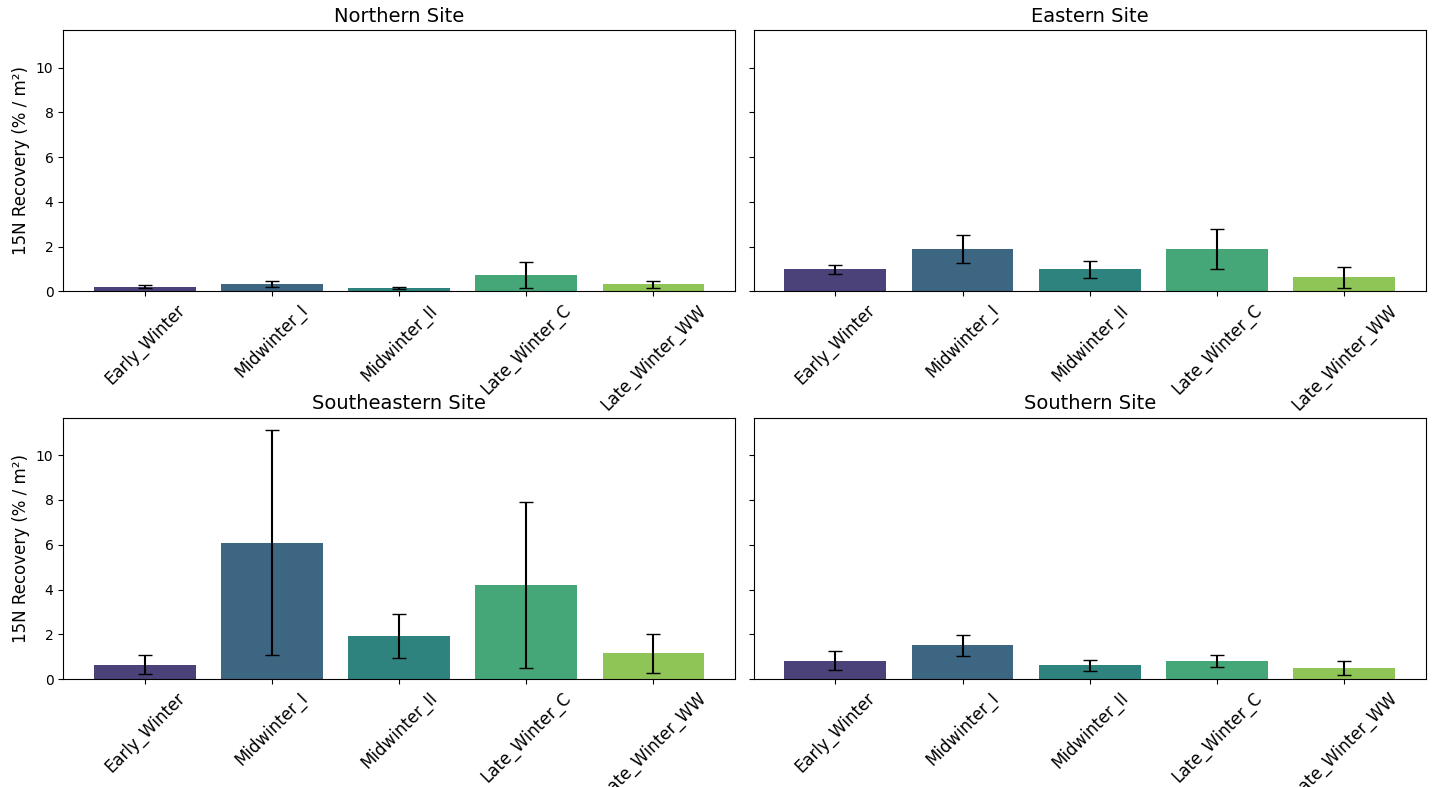 Northern Site
Eastern Site
15N Recovery (% / m²)
10
8
6
4
2
0
Early_Winter
Midwinter_I
Midwinter_II
Late_Winter_C
Late_Winter_WW
Early_Winter
Midwinter_I
Midwinter_II
Late_Winter_C
Late_Winter_WW
Southeastern Site
Southern Site
15N Recovery (% / m²)
10
8
6
4
2
0
Early_Winter
Midwinter_I
Midwinter_II
Late_Winter_C
ate_Winter_WW
Early_Winter
Midwinter_I
Midwinter_II
Late_Winter_C
ate_Winter_WW